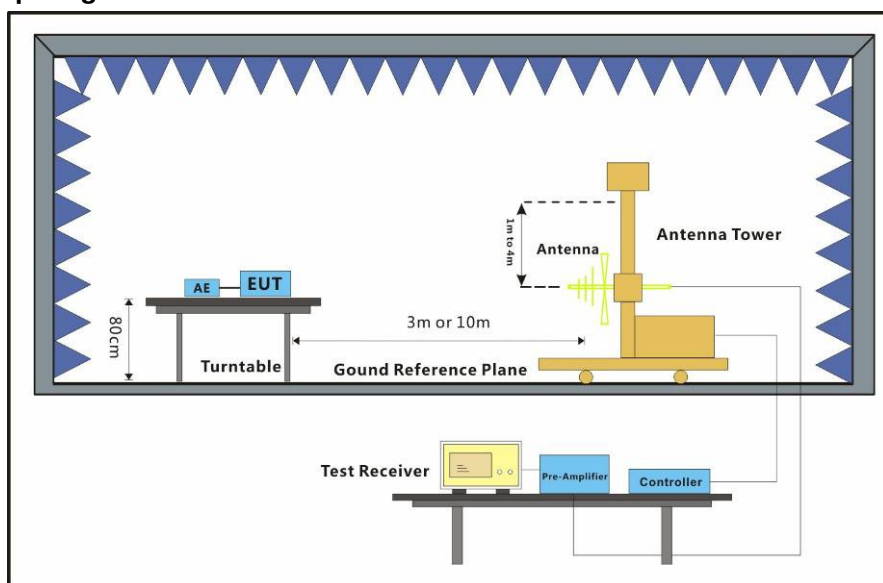 1m to 4m
Antenna
Antenna Tower
AE
EUT
80cm
3m or 10m
Turntable
Gound Reference Plane
Test Receiver
Pre-Amplifier
Controller